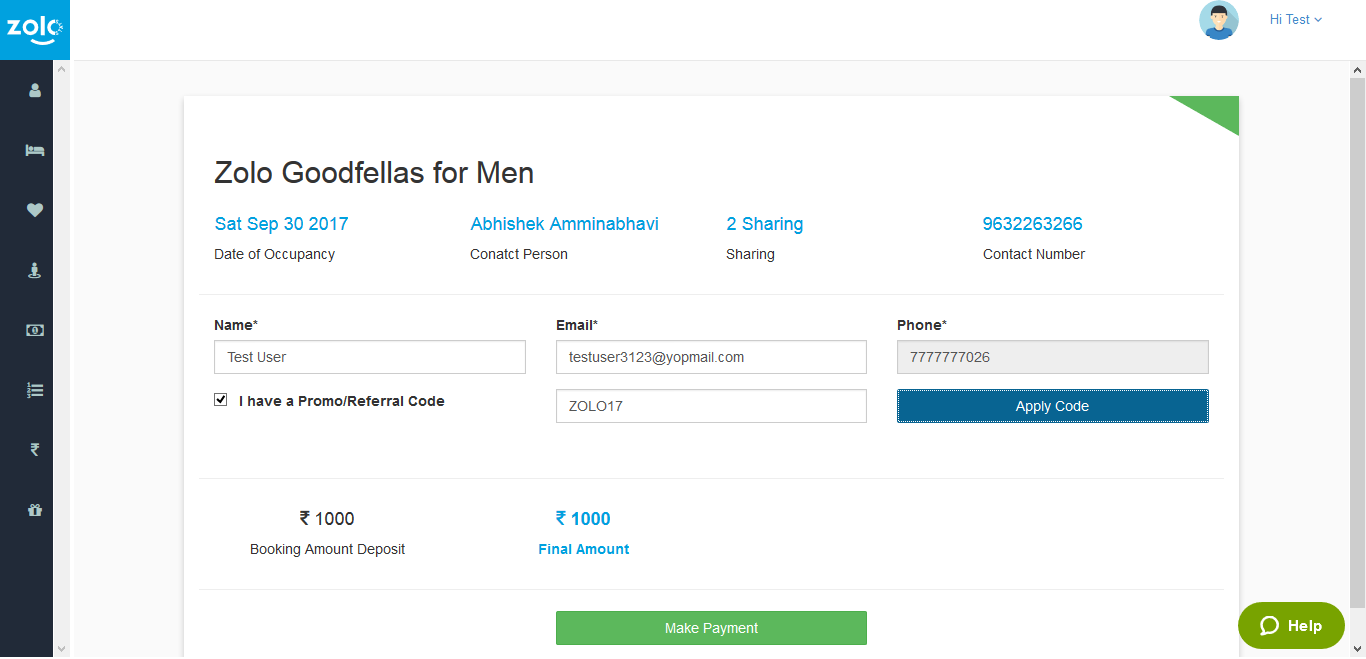 zolo
Hi Test
Zolo Goodfellas for Men
Sat Sep 30 2017 Abhishek Amminabhavi 2 Sharing 9632263266
Date of Occupancy Conatct Person Sharing Contact Number
Name* Email* Phone*
Test User testuser3123@yopmail.com 7777777026
I have a Promo/Referral Code ZOLO17 Apply Code
₹ 1000 ₹ 1000
Booking Amount Deposit Final Amount
Make Payment
Help